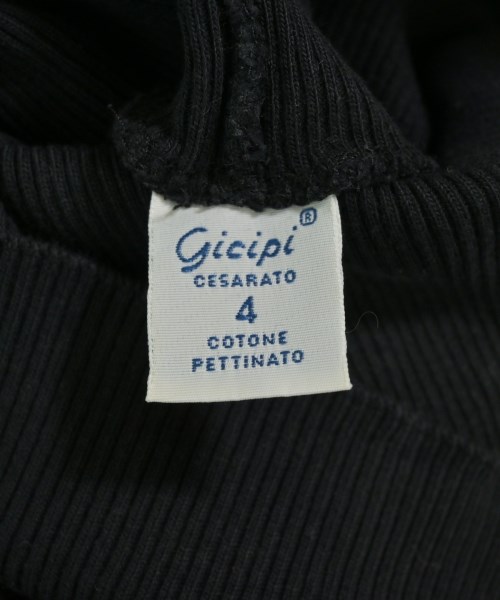 Gicipi®
CESARATO
4
COTONE
PETTINATO